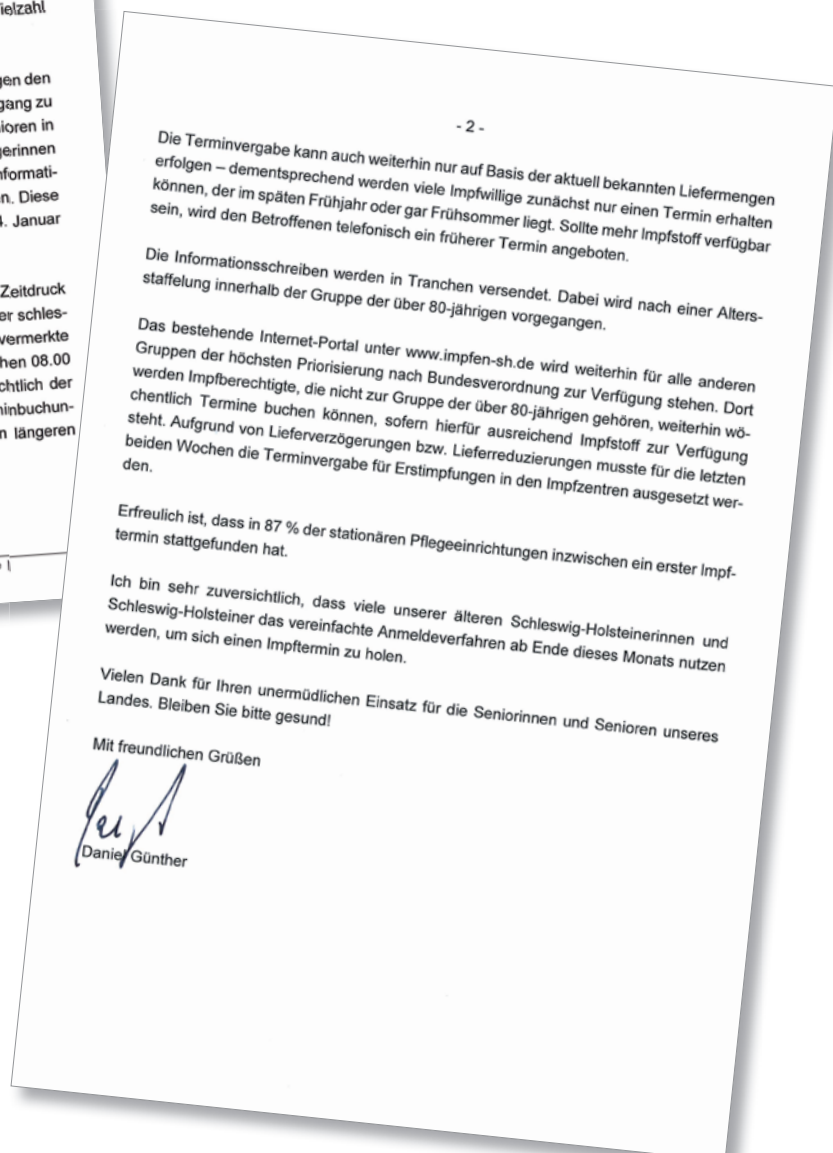 ielzahl
gen den
gang zu
ioren in
gerinnen
nformati-
n. Diese
4. Januar
Zeitdruck
er schles-
vermerkte
hen 08.00
chtlich der
minbuchun-
n längeren
- 2 -
Die Terminvergabe kann auch weiterhin nur auf Basis der aktuell bekannten Liefermengen
erfolgen – dementsprechend werden viele Impfwillige zunächst nur einen Termin erhalten
können, der im späten Frühjahr oder gar Frühsommer liegt. Sollte mehr Impfstoff verfügbar
sein, wird den Betroffenen telefonisch ein früherer Termin angeboten.
Die Informationsschreiben werden in Tranchen versendet. Dabei wird nach einer Alters-
staffelung innerhalb der Gruppe der über 80-jährigen vorgegangen.
Das bestehende Internet-Portal unter www.impfen-sh.de wird weiterhin für alle anderen
Gruppen der höchsten Priorisierung nach Bundesverordnung zur Verfügung stehen. Dort
werden Impfberechtigte, die nicht zur Gruppe der über 80-jährigen gehören, weiterhin wö-
chentlich Termine buchen können, sofern hierfür ausreichend Impfstoff zur Verfügung
steht. Aufgrund von Lieferverzögerungen bzw. Lieferreduzierungen musste für die letzten
beiden Wochen die Terminvergabe für Erstimpfungen in den Impfzentren ausgesetzt wer-
den.
Erfreulich ist, dass in 87 % der stationären Pflegeeinrichtungen inzwischen ein erster Impf-
termin stattgefunden hat.
Ich bin sehr zuversichtlich, dass viele unserer älteren Schleswig-Holsteinerinnen und
Schleswig-Holsteiner das vereinfachte Anmeldeverfahren ab Ende dieses Monats nutzen
werden, um sich einen Impftermin zu holen.
Vielen Dank für Ihren unermüdlichen Einsatz für die Seniorinnen und Senioren unseres
Landes. Bleiben Sie bitte gesund!
Mit freundlichen Grüßen
Daniel Günther